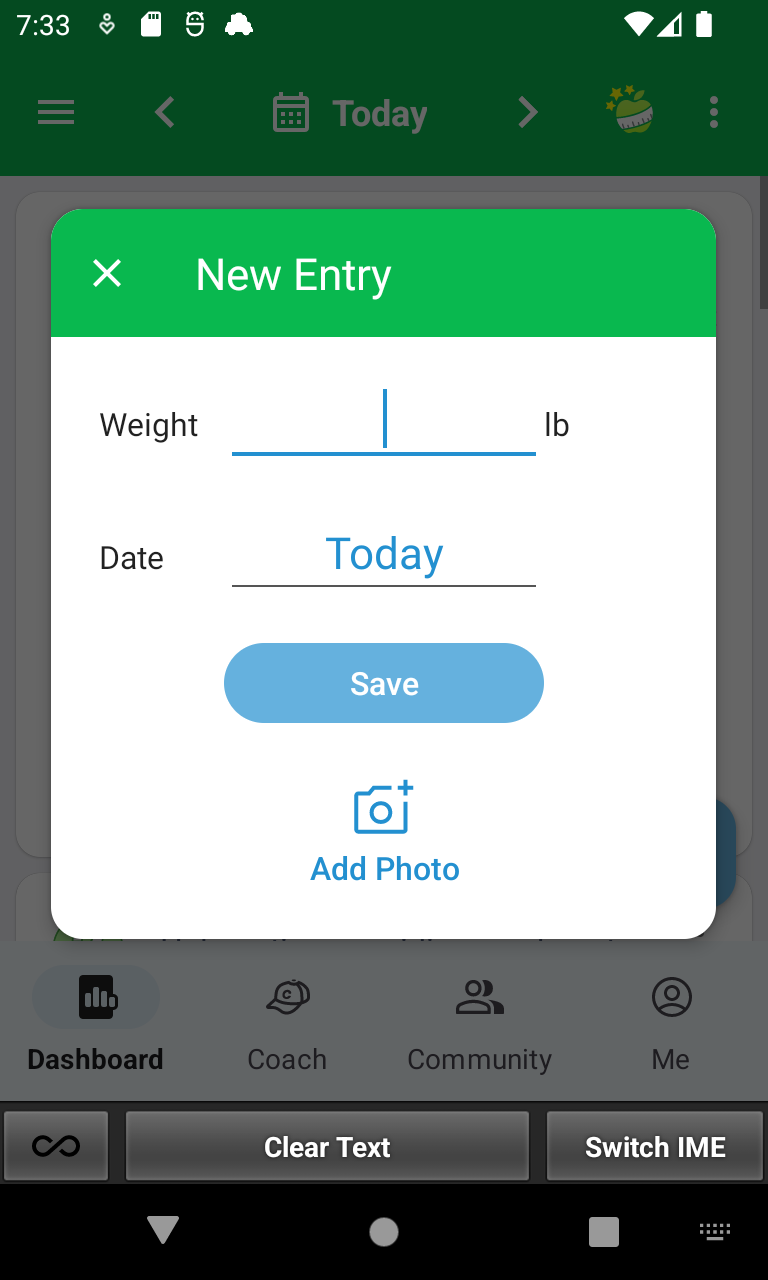 7:33
Today
New Entry
Weight lb
Date Today
Save
Add Photo
Dashboard Coach Community Me
Clear Text Switch IME